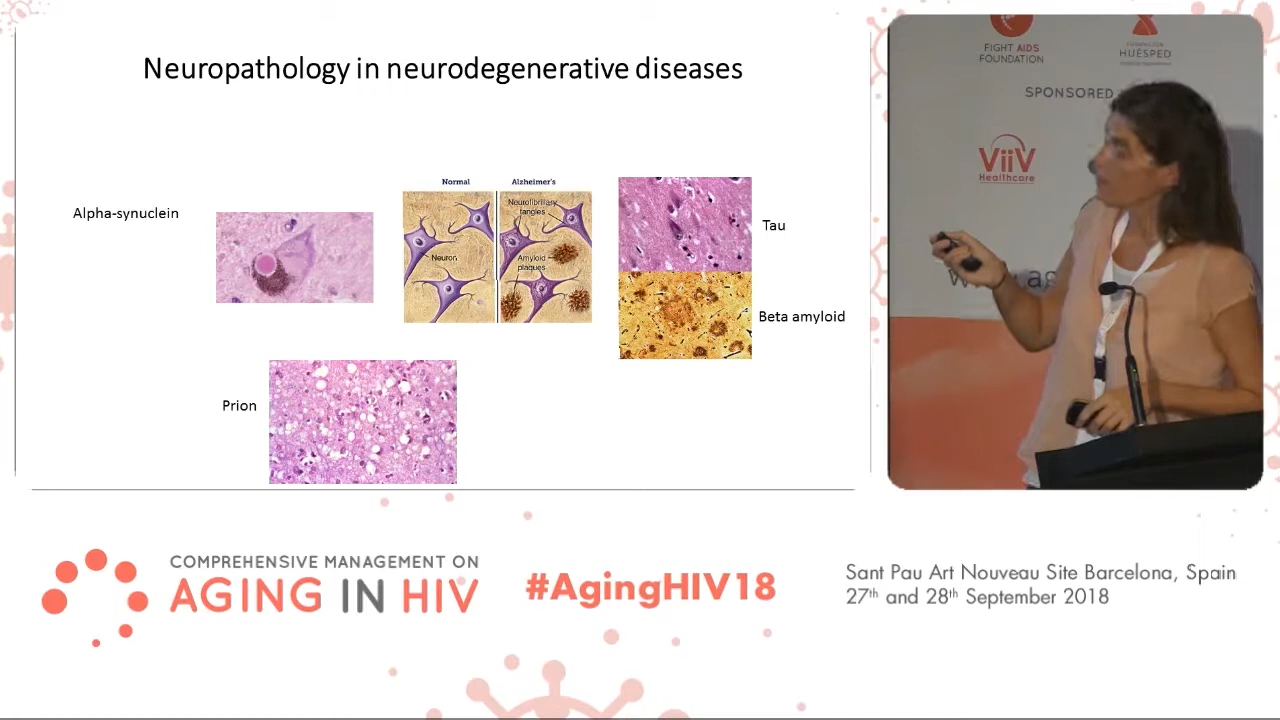 Neuropathology in neurodegenerative diseases
Normal
Alzheimer's
Alpha-synuclein
Neurofibrillary
tangles
Neuron
Amyloid
plaques
Tau
Beta amyloid
Prion
FIGHT AIDS
FOUNDATION
HUÉSPED
SPONSORED
ViiV
Healthcare
COMPREHENSIVE MANAGEMENT ON
AGING IN HIV
#AgingHIV18
Sant Pau Art Nouveau Site Barcelona, Spain
27th and 28th September 2018